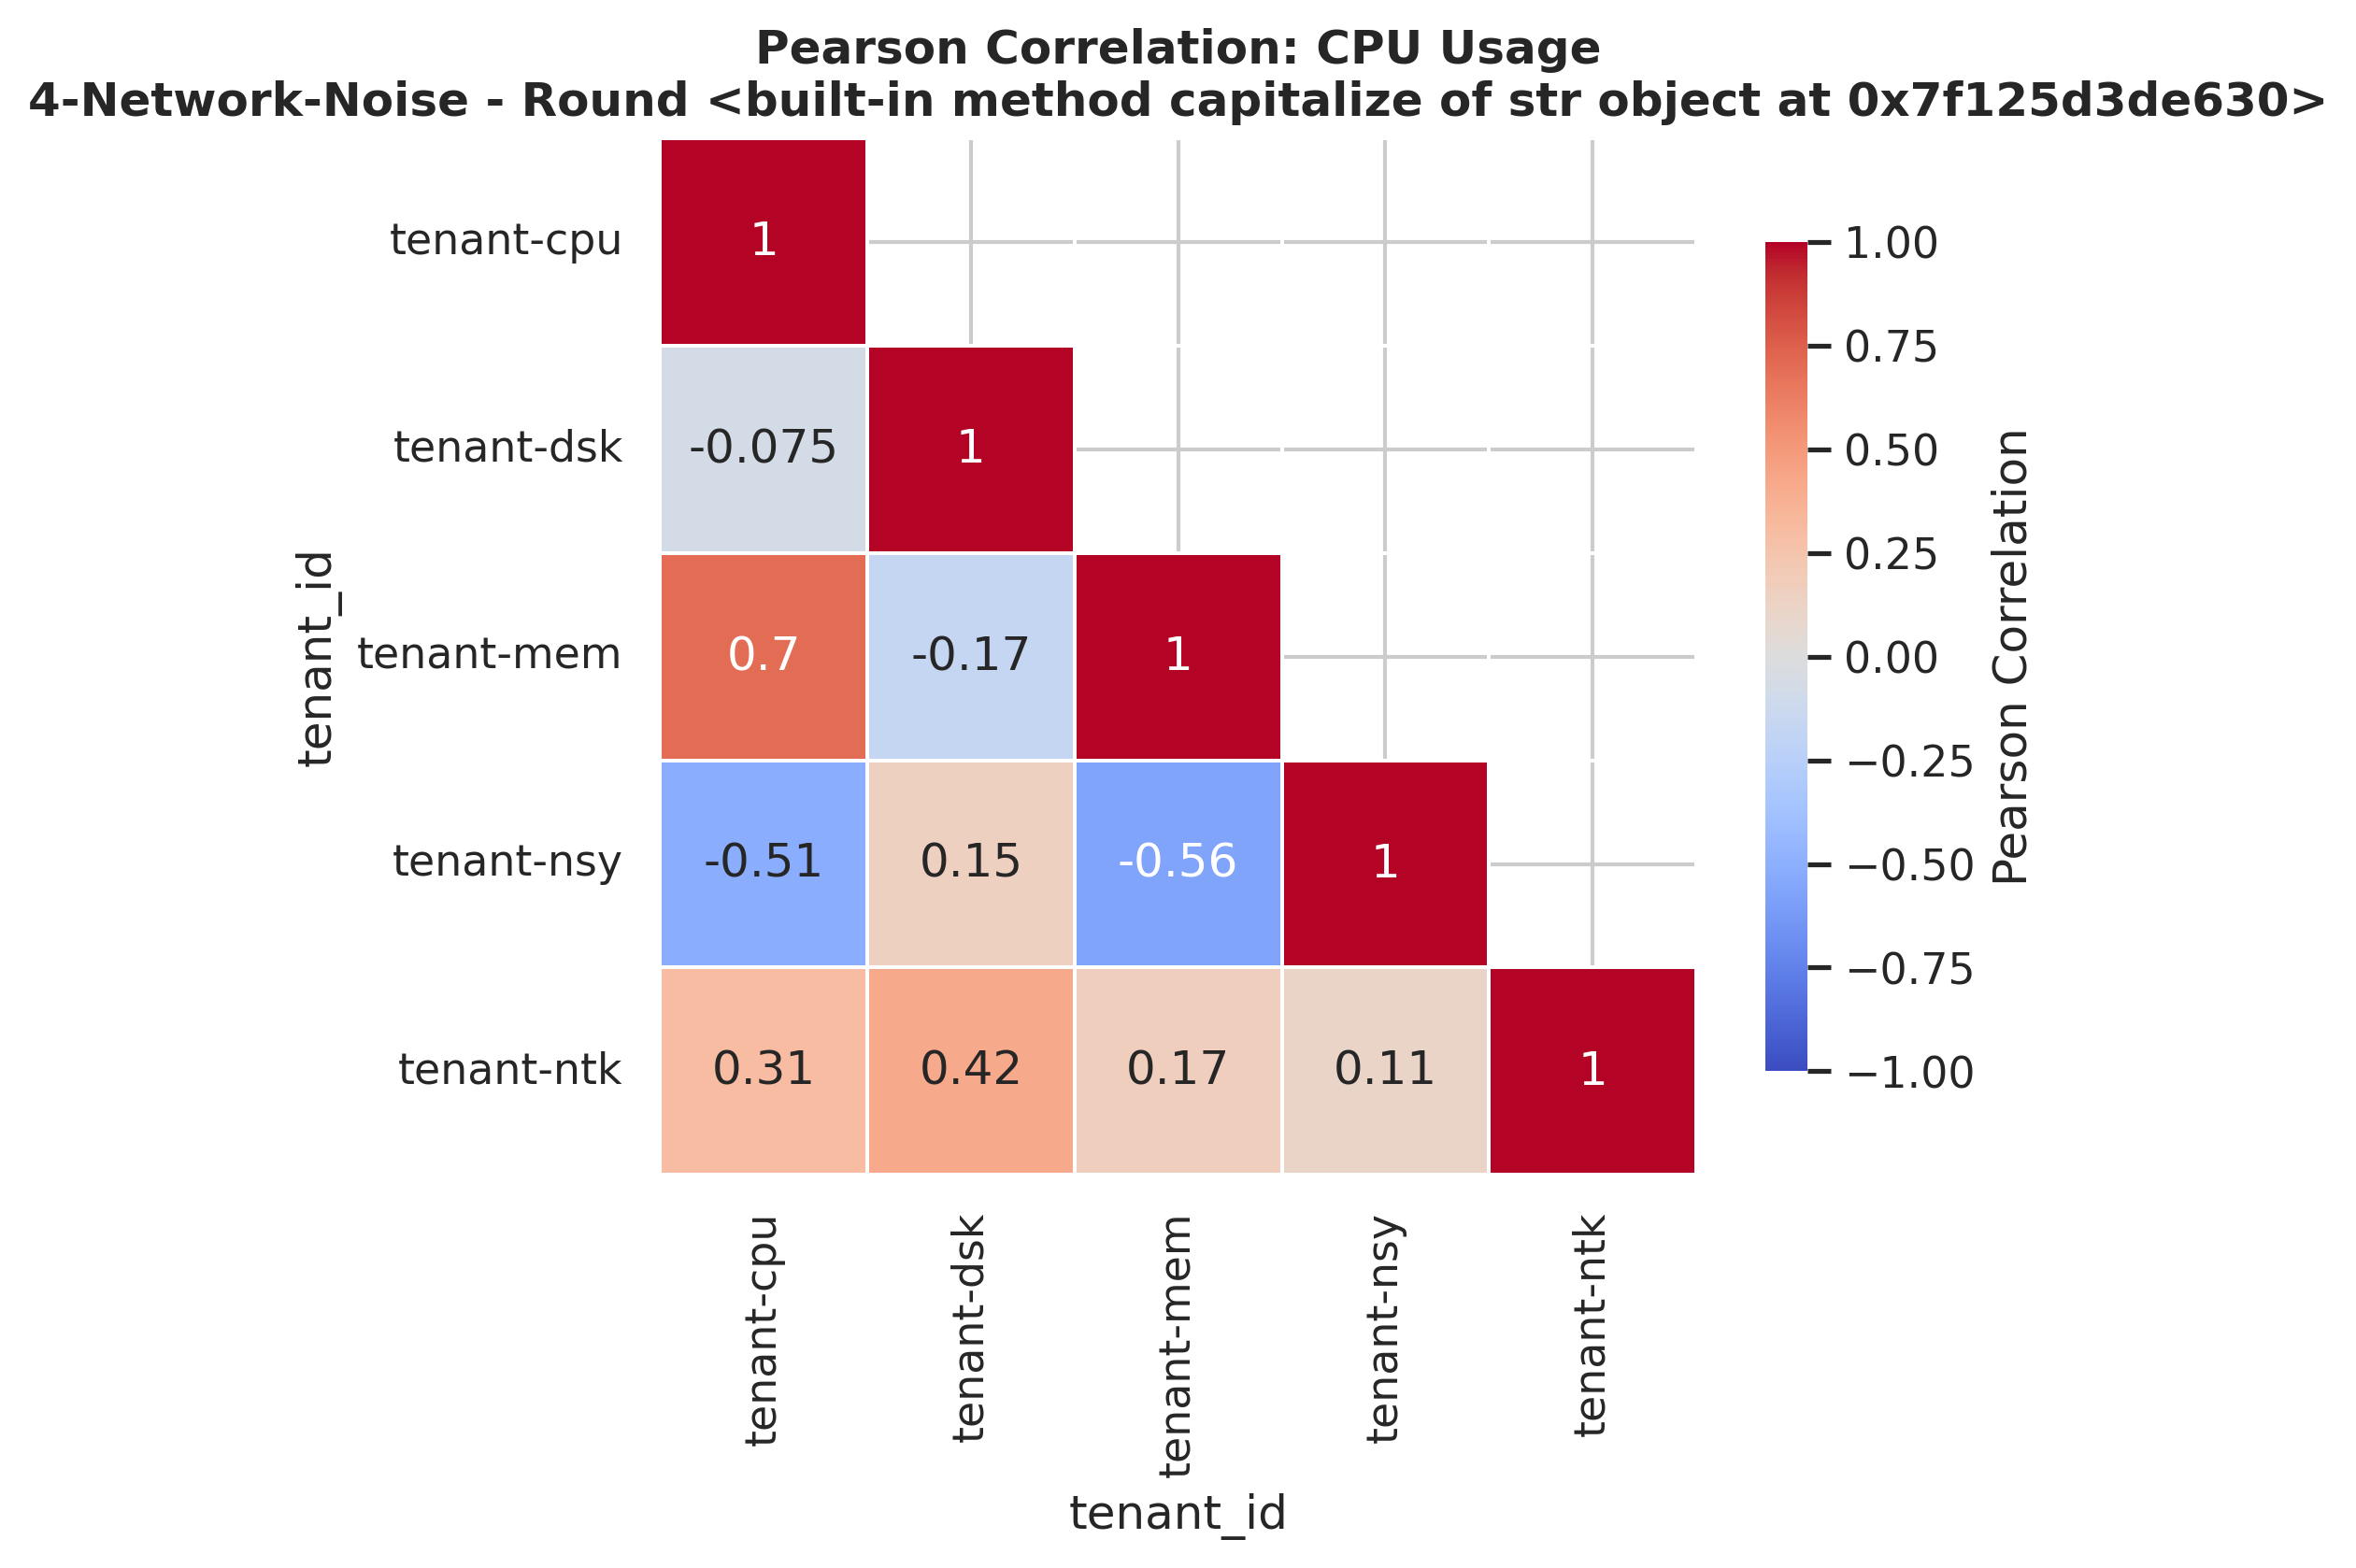 Pearson Correlation: CPU Usage
4-Network-Noise - Round <built-in method capitalize of str object at 0x7f125d3de630>
tenant_id
tenant-cpu
1
tenant-dsk
-0.075
1
tenant-mem
0.7
-0.17
1
tenant-nsy
-0.51
0.15
-0.56
1
tenant-ntk
0.31
0.42
0.17
0.11
1
tenant-cpu
tenant-dsk
tenant-mem
tenant-nsy
tenant-ntk
tenant_id
1.00
0.75
0.50
0.25
0.00
−0.25
−0.50
−0.75
−1.00
Pearson Correlation